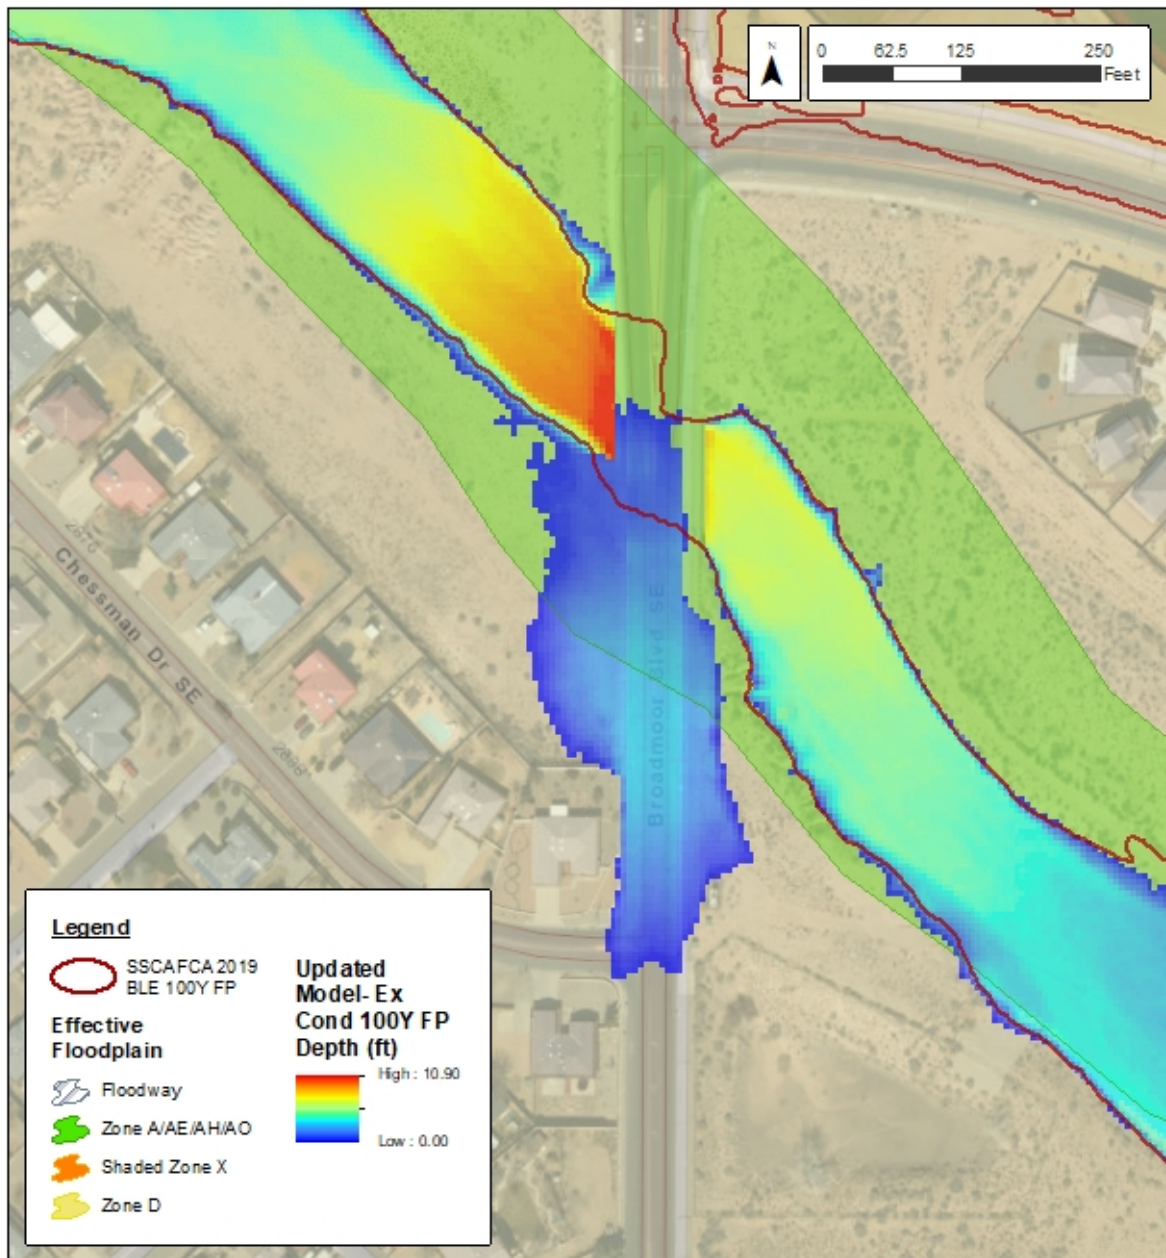 N
0 62.5 125 250
Feet
2876
Chessman Dr SE
2868
Broadmoor Blvd SE
Legend
SSCAFCA 2019
BLE 100Y FP
Effective
Floodplain
Floodway
Zone A/AE/AH/AO
Shaded Zone X
Zone D
Updated
Model- Ex
Cond 100Y FP
Depth (ft)
High : 10.90
Low : 0.00